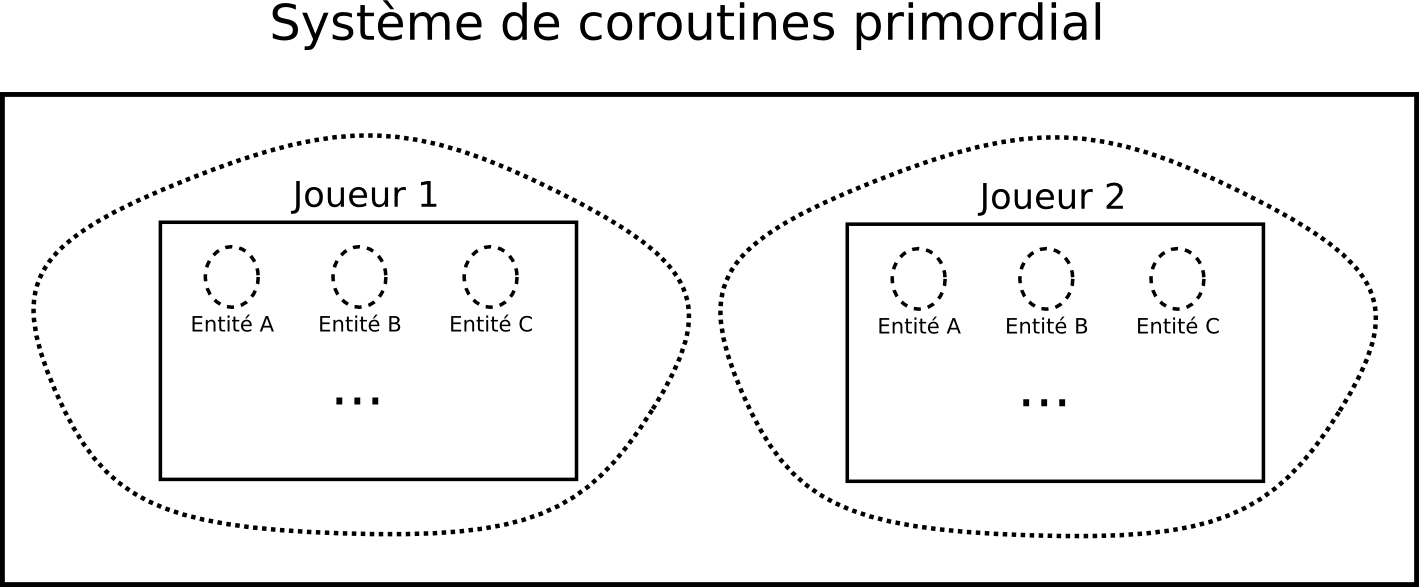 Système de coroutines primordial
Joueur 1
Joueur 2
Entité A
Entité B
Entité C
Entité A
Entité B
Entité C
...
...